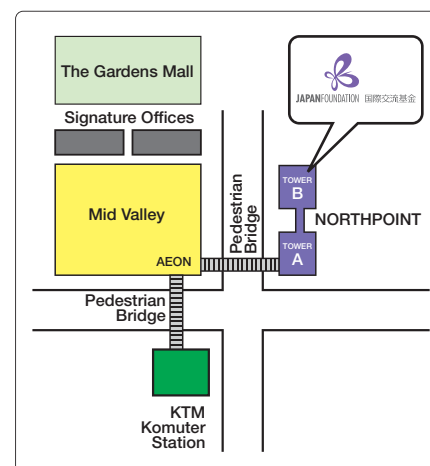 The Gardens Mall
JAPANFOUNDATION 国際交流基金
Signature Offices
Mid Valley
AEON
Pedestrian
Bridge
TOWER
B
NORTHPOINT
TOWER
A
Pedestrian
Bridge
KTM
Komuter
Station